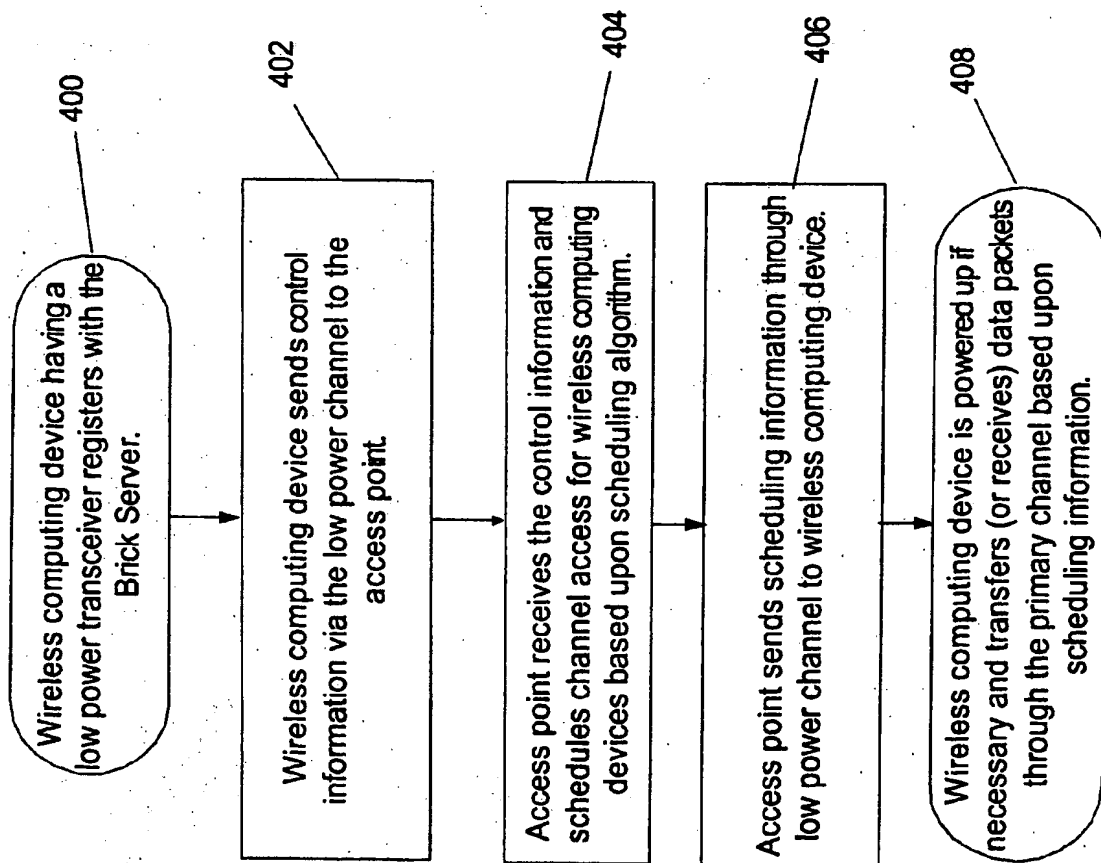 Wireless computing device having a
low power transceiver registers with the
Brick Server.
400
Wireless computing device sends control
information via the low power channel to the
access point.
402
Access point receives the control information and
schedules channel access for wireless computing
devices based upon scheduling algorithm.
404
Access point sends scheduling information through
low power channel to wireless computing device.
406
Wireless computing device is powered up if
necessary and transfers (or receives) data packets
through the primary channel based upon
scheduling information.
408